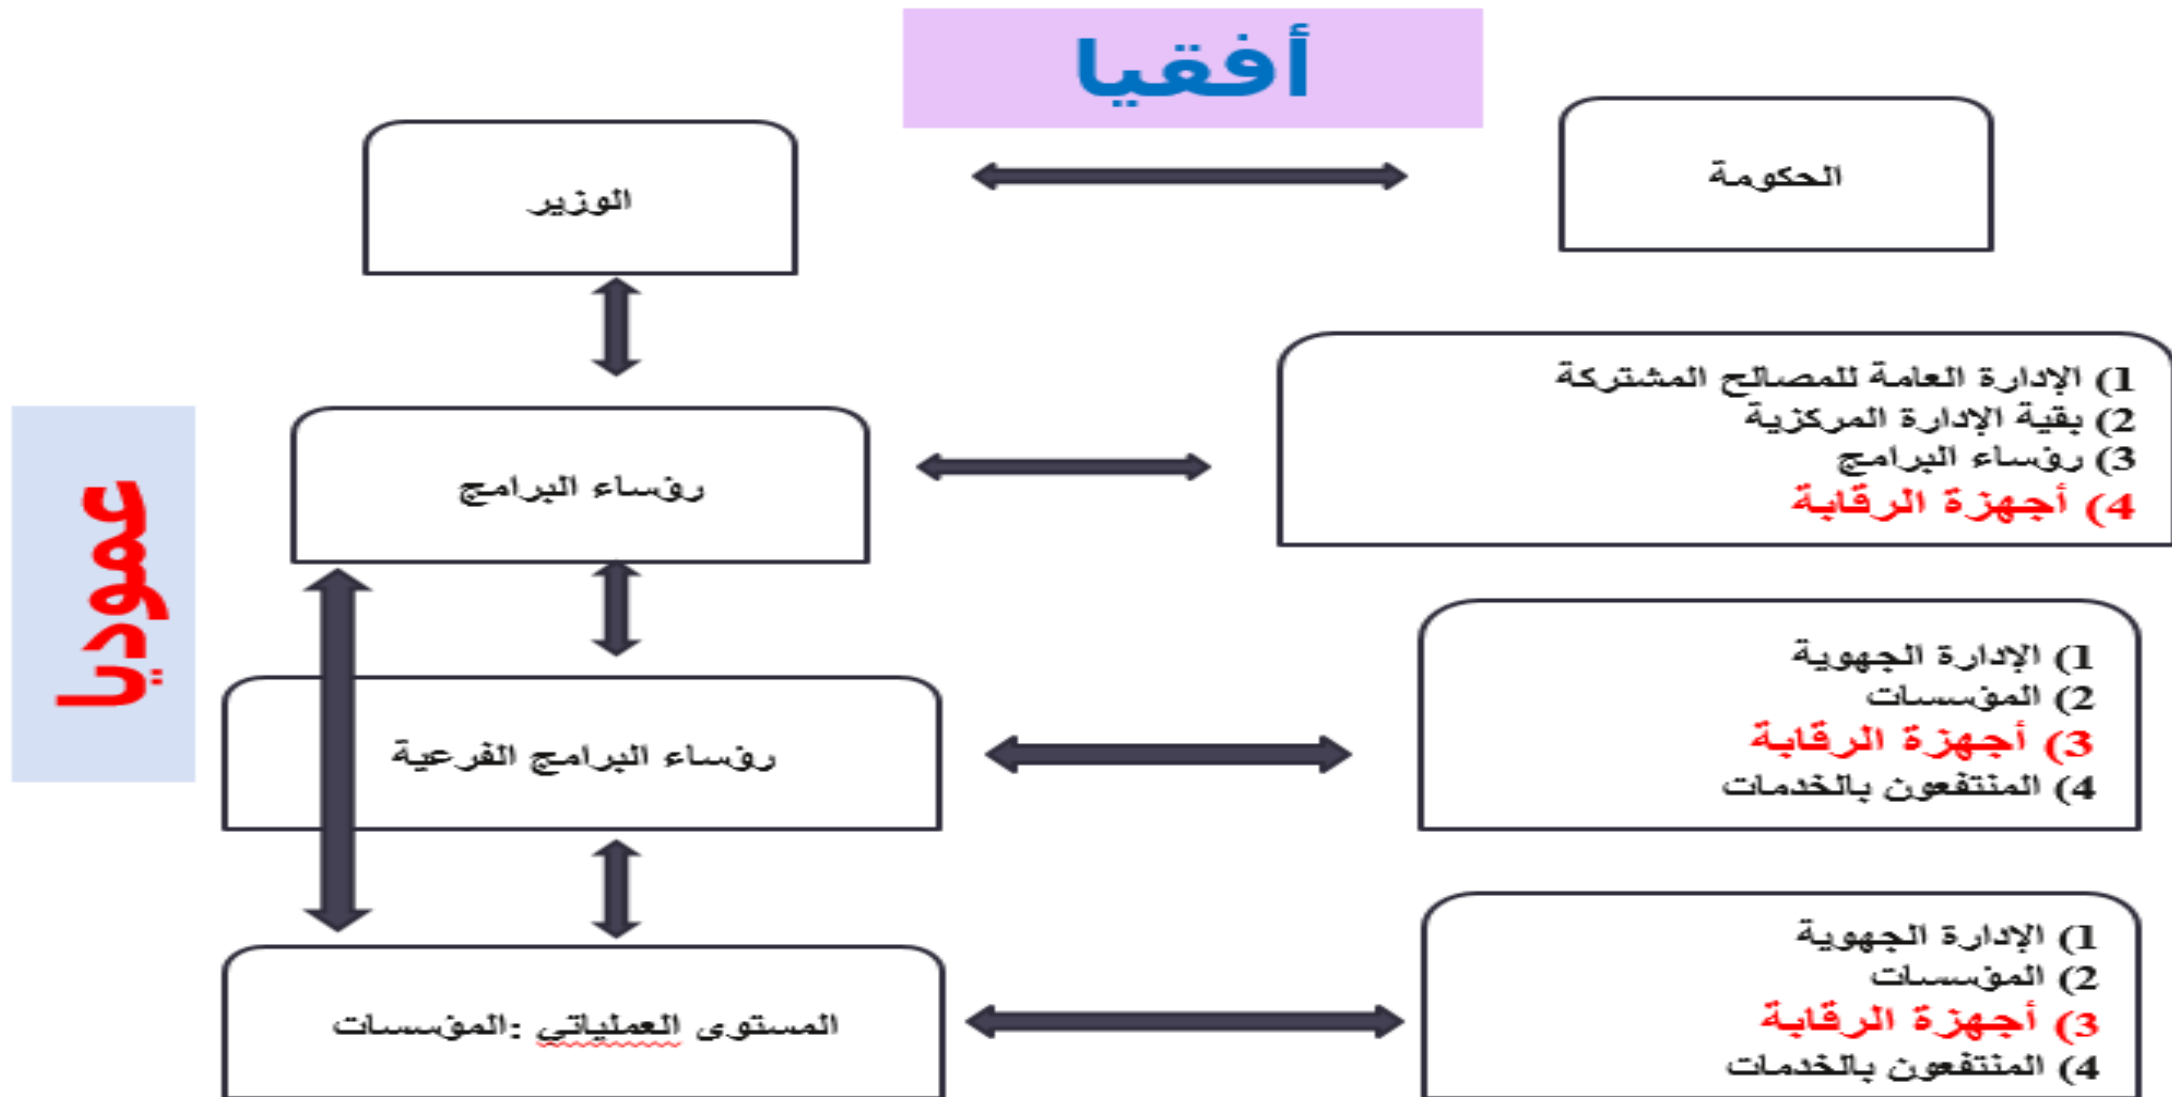 أفقيا
الحكومة
الوزير
1) الإدارة العامة للمصالح المشتركة
2) بقية الإدارة المركزية
3) رؤساء البرامج
4) أجهزة الرقابة
رؤساء البرامج
عموديا
1) الإدارة الجهوية
2) المؤسسات
3) أجهزة الرقابة
4) المنتفعون بالخدمات
رؤساء البرامج الفرعية
1) الإدارة الجهوية
2) المؤسسات
3) أجهزة الرقابة
4) المنتفعون بالخدمات
المستوى العملياتي :المؤسسات